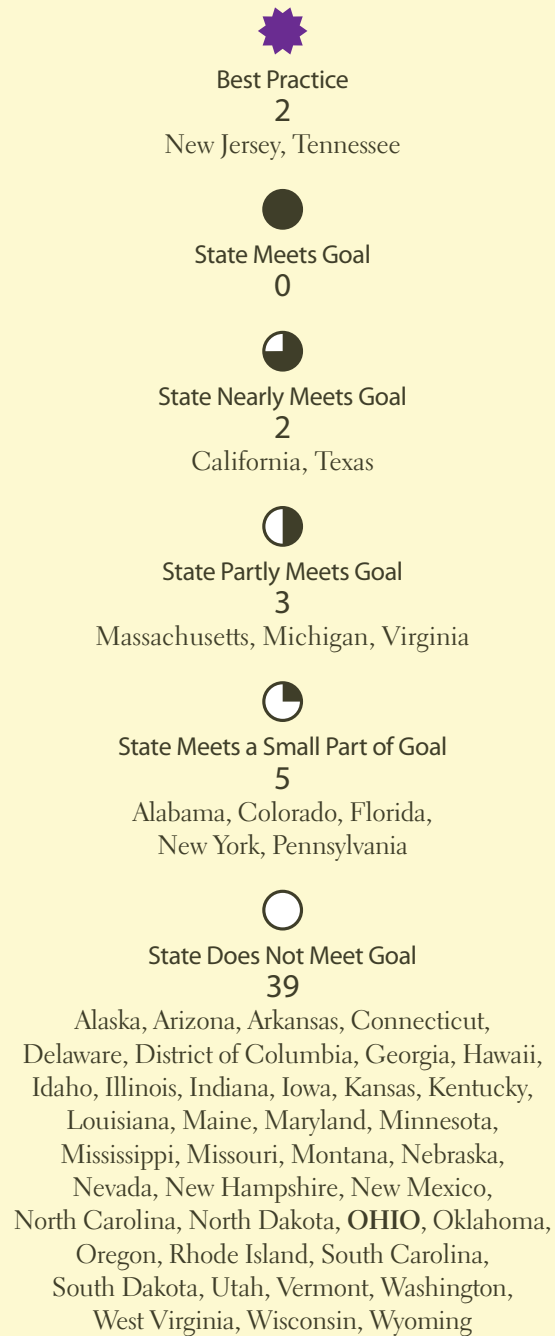 Best Practice
2
New Jersey, Tennessee
State Meets Goal
0
State Nearly Meets Goal
2
California, Texas
State Partly Meets Goal
3
Massachusetts, Michigan, Virginia
State Meets a Small Part of Goal
5
Alabama, Colorado, Florida,
New York, Pennsylvania
State Does Not Meet Goal
39
Alaska, Arizona, Arkansas, Connecticut,
Delaware, District of Columbia, Georgia, Hawaii,
Idaho, Illinois, Indiana, Iowa, Kansas, Kentucky,
Louisiana, Maine, Maryland, Minnesota,
Mississippi, Missouri, Montana, Nebraska,
Nevada, New Hampshire, New Mexico,
North Carolina, North Dakota, OHIO, Oklahoma,
Oregon, Rhode Island, South Carolina,
South Dakota, Utah, Vermont, Washington,
West Virginia, Wisconsin, Wyoming